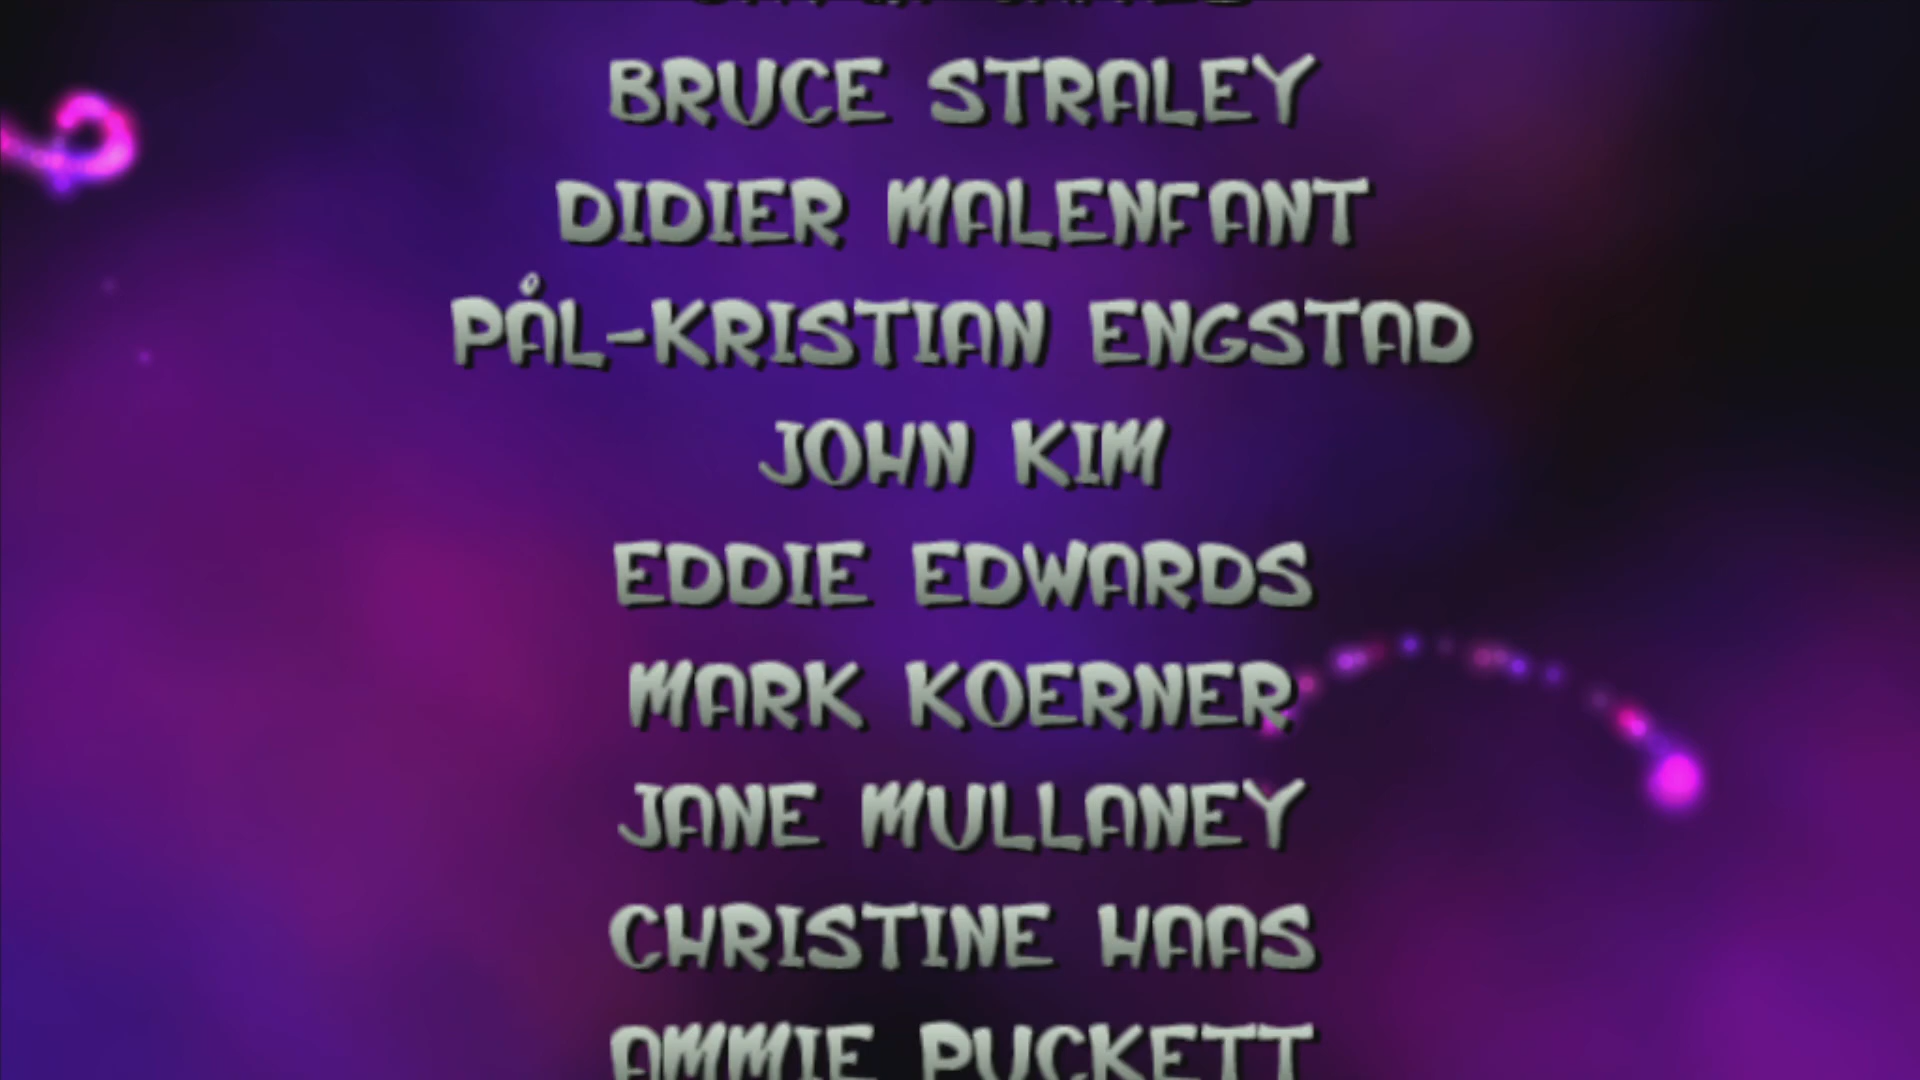 BRUCE STRALEY
DIDIER MALENFANT
PÅL-KRISTIAN ENGSTAD
JOHN KIM
EDDIE EDWARDS
MARK KOERNER
JANE MULLANEY
CHRISTINE HAAS
AMMIE PUCKETT